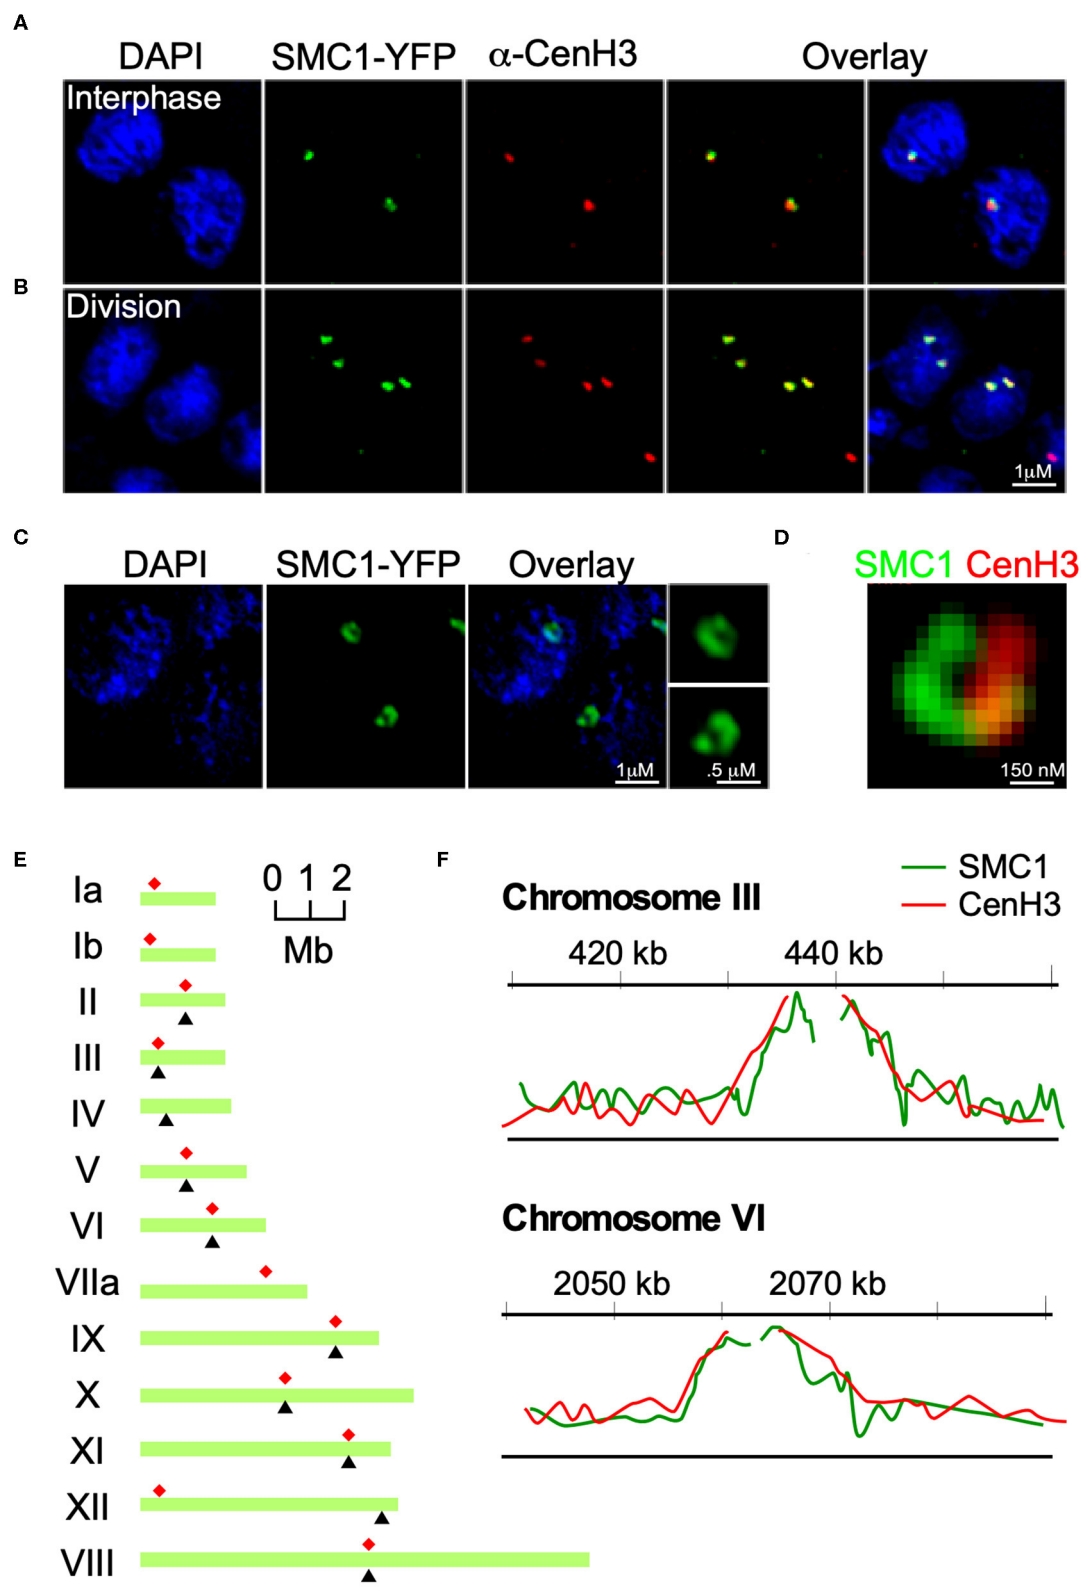 A
DAPI SMC1-YFP α-CenH3 Overlay
Interphase
B
Division
1μM
C
DAPI SMC1-YFP Overlay
1μM
.5 μM
D
SMC1 CenH3
150 nM
E
0 1 2
Mb
Ia
Ib
II
III
IV
V
VI
VIIa
IX
X
XI
XII
VIII
F
SMC1
CenH3
Chromosome III
420 kb 440 kb
Chromosome VI
2050 kb 2070 kb